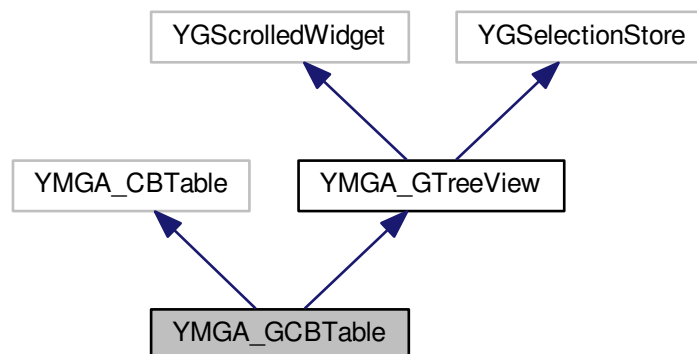 YGScrolledWidget
YGSelectionStore
YMGA_CBTable
YMGA_GTreeView
YMGA_GCBTable